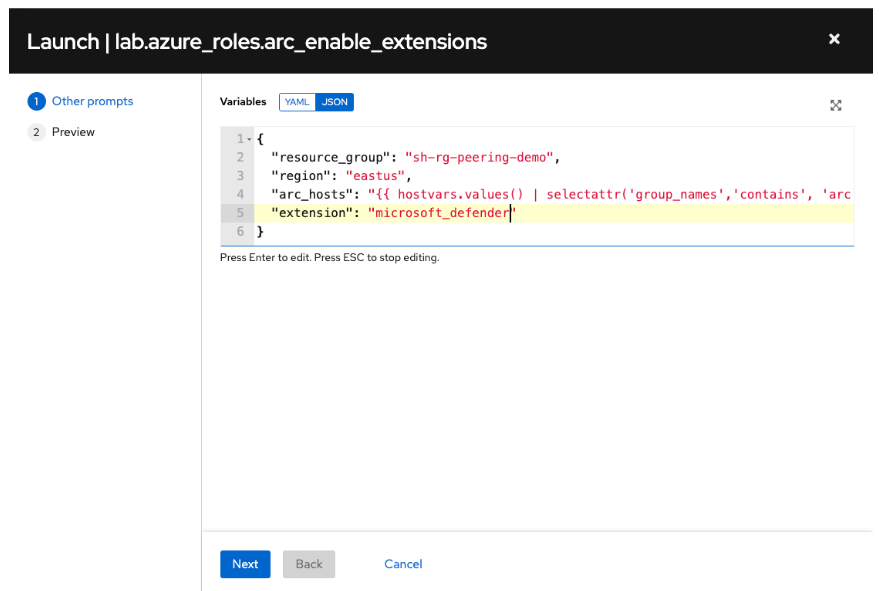 Launch | lab.azure_roles.arc_enable_extensions
1 Other prompts
2 Preview
Variables YAML JSON
1 {
2 "resource_group": "sh-rg-peering-demo",
3 "region": "eastus",
4 "arc_hosts": "{{ hostvars.values() | selectattr('group_names','contains', 'arc
5 "extension": "microsoft_defender"
6 }
Press Enter to edit. Press ESC to stop editing.
Next Back Cancel